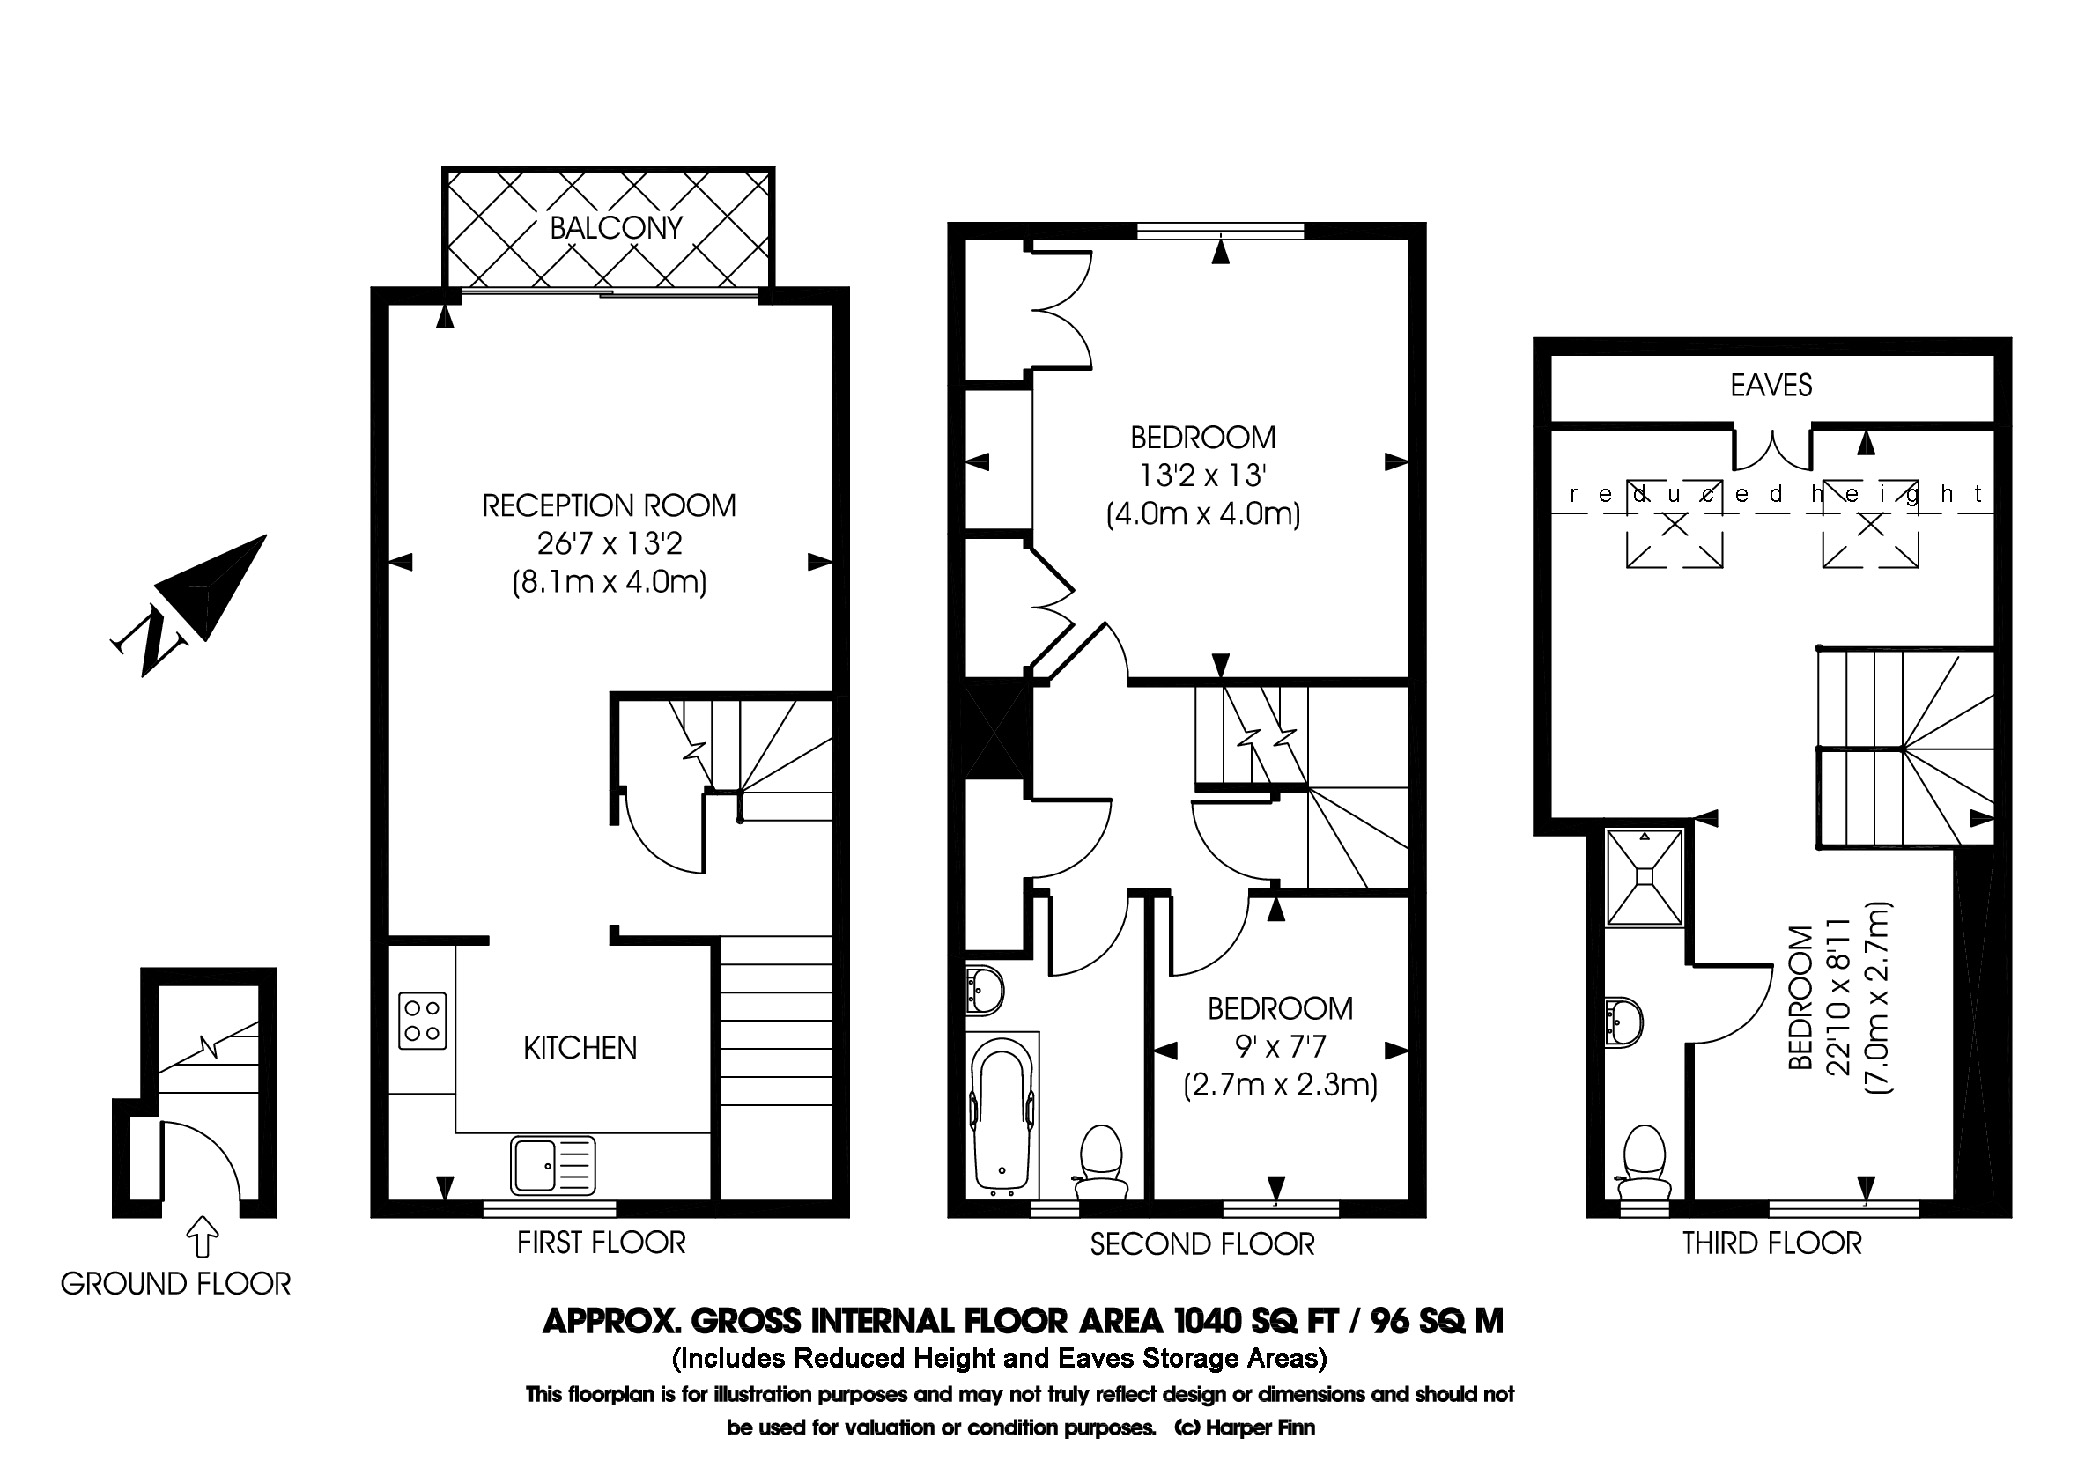 BALCONY
RECEPTION ROOM
26'7 x 13'2
(8.1m x 4.0m)
KITCHEN
FIRST FLOOR
N
GROUND FLOOR
BEDROOM
13'2 x 13'
(4.0m x 4.0m)
BEDROOM
9' x 7'7
(2.7m x 2.3m)
SECOND FLOOR
EAVES
reduced height
BEDROOM
22'10 x 8'11
(7.0m x 2.7m)
THIRD FLOOR
APPROX. GROSS INTERNAL FLOOR AREA 1040 SQ FT / 96 SQ M
(Includes Reduced Height and Eaves Storage Areas)
This floorplan is for illustration purposes and may not truly reflect design or dimensions and should not
be used for valuation or condition purposes. (c) Harper Finn